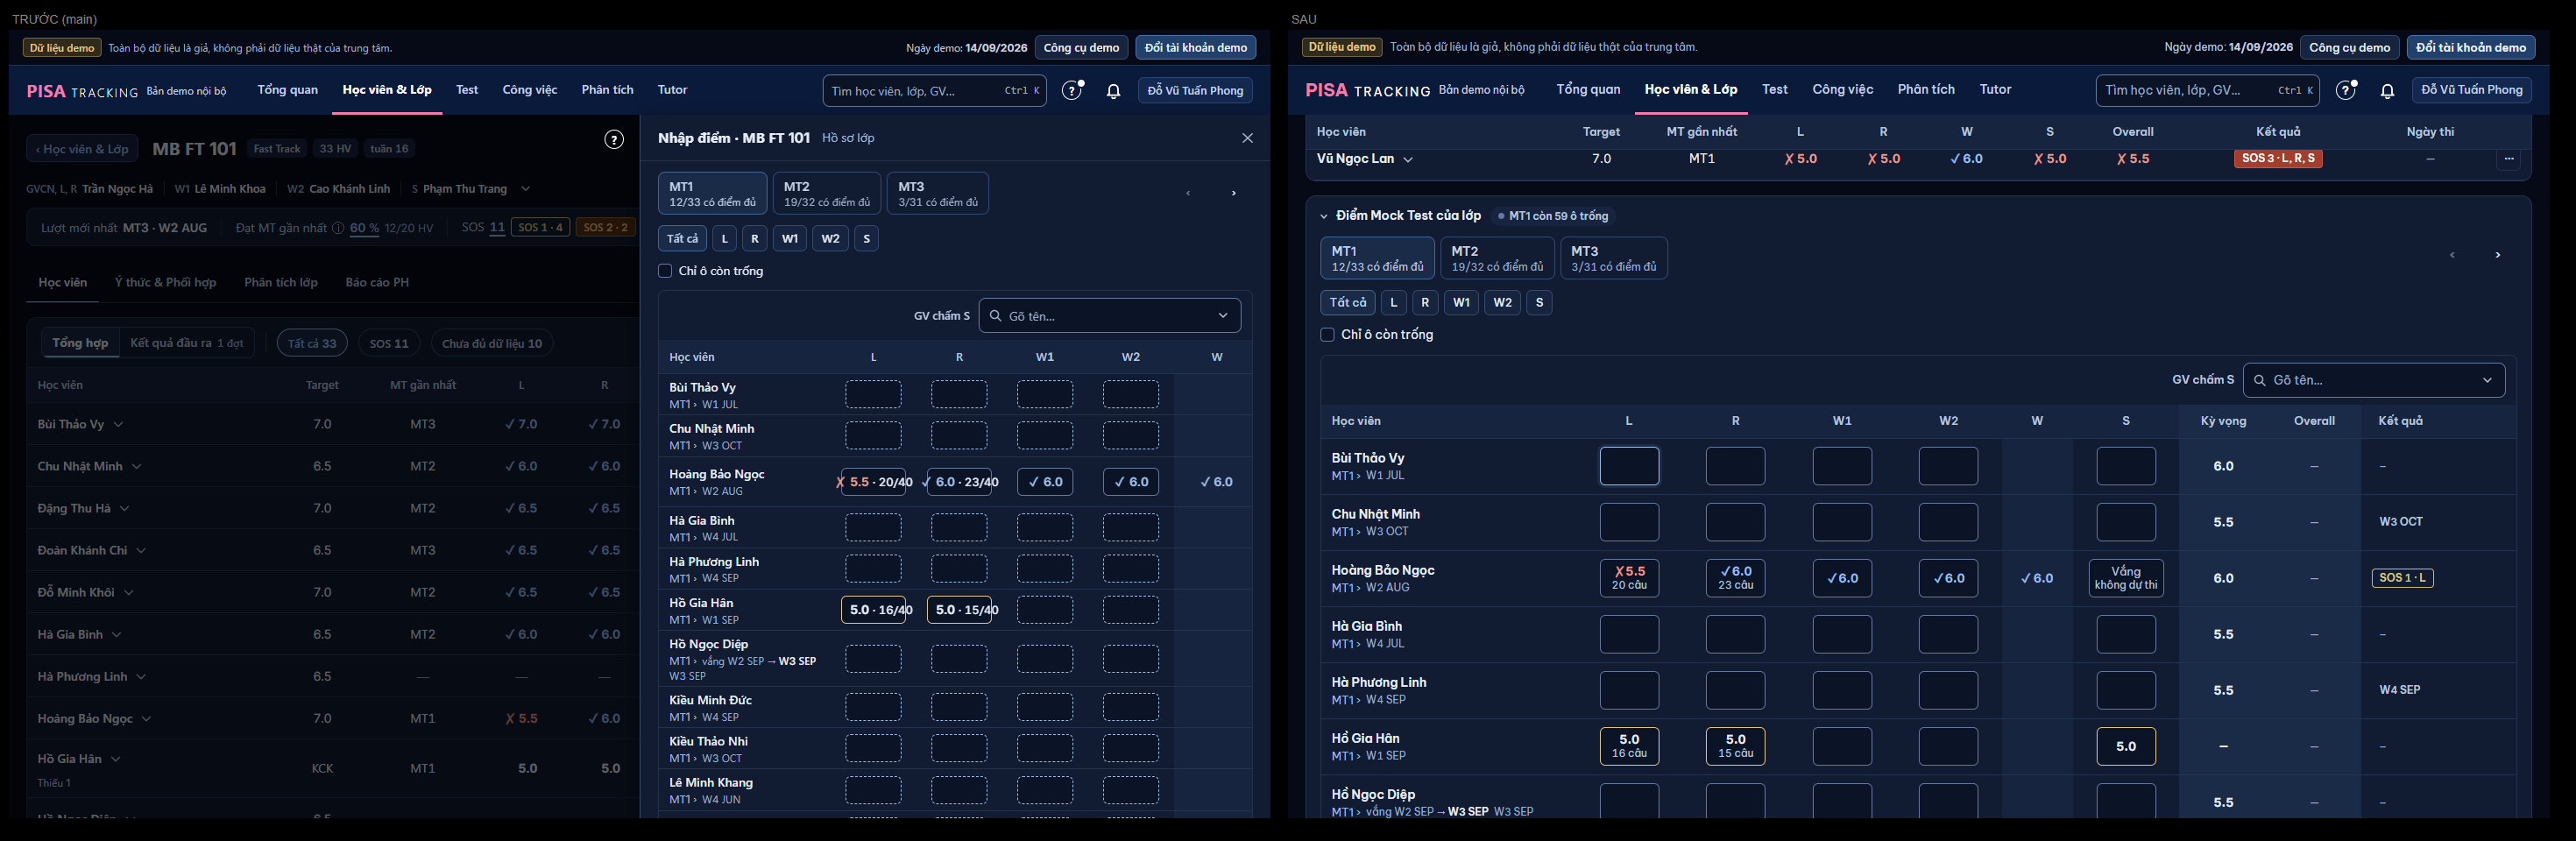 TRƯỚC (main)
Dữ liệu demo Toàn bộ dữ liệu là giả, không phải dữ liệu thật của trung tâm. Ngày demo: 14/09/2026 Công cụ demo Đổi tài khoản demo
PISA TRACKING Bản demo nội bộ Tổng quan Học viên & Lớp Test Công việc Phân tích Tutor Tìm học viên, lớp, GV... Ctrl K ? Đỗ Vũ Tuấn Phong
‹ Học viên & Lớp MB FT 101 Fast Track 33 HV tuần 16 ?
GVCN, L, R Trần Ngọc Hà W1 Lê Minh Khoa W2 Cao Khánh Linh S Phạm Thu Trang
Lượt mới nhất MT3 · W2 AUG Đạt MT gần nhất ⓘ 60 % 12/20 HV SOS 11 SOS 1 · 4 SOS 2 · 2
Học viên Ý thức & Phối hợp Phân tích lớp Báo cáo PH
Tổng hợp Kết quả đầu ra 1 đợt Tất cả 33 SOS 11 Chưa đủ dữ liệu 10
Học viên Target MT gần nhất L R
Bùi Thảo Vy 7.0 MT3 ✓ 7.0 ✓ 7.0
Chu Nhật Minh 6.5 MT2 ✓ 6.0 ✓ 6.0
Đặng Thu Hà 7.0 MT2 ✓ 6.5 ✓ 6.5
Đoàn Khánh Chi 6.5 MT3 ✓ 6.5 ✓ 6.5
Đỗ Minh Khôi 7.0 MT2 ✓ 6.5 ✓ 6.5
Hà Gia Bình 6.5 MT2 ✓ 6.0 ✓ 6.0
Hà Phương Linh 6.5 — — —
Hoàng Bảo Ngọc 7.0 MT1 ✗ 5.5 ✓ 6.0
Hồ Gia Hân KCK MT1 5.0 5.0
Thiếu 1
Nhập điểm · MB FT 101 Hồ sơ lớp
MT1 MT2 MT3 ‹ ›
12/33 có điểm đủ 19/32 có điểm đủ 3/31 có điểm đủ
Tất cả L R W1 W2 S
Chỉ ô còn trống
GV chấm S Gõ tên...
Học viên L R W1 W2 W
Bùi Thảo Vy
MT1 › W1 JUL
Chu Nhật Minh
MT1 › W3 OCT
Hoàng Bảo Ngọc ✗ 5.5 · 20/40 ✓ 6.0 · 23/40 ✓ 6.0 ✓ 6.0 ✓ 6.0
MT1 › W2 AUG
Hà Gia Bình
MT1 › W4 JUL
Hà Phương Linh
MT1 › W4 SEP
Hồ Gia Hân 5.0 · 16/40 5.0 · 15/40
MT1 › W1 SEP
Hồ Ngọc Diệp
MT1 › vắng W2 SEP → W3 SEP
W3 SEP
Kiều Minh Đức
MT1 › W4 SEP
Kiều Thảo Nhi
MT1 › W3 OCT
Lê Minh Khang
MT1 › W4 JUN
SAU
Dữ liệu demo Toàn bộ dữ liệu là giả, không phải dữ liệu thật của trung tâm. Ngày demo: 14/09/2026 Công cụ demo Đổi tài khoản demo
PISA TRACKING Bản demo nội bộ Tổng quan Học viên & Lớp Test Công việc Phân tích Tutor Tìm học viên, lớp, GV... Ctrl K ? Đỗ Vũ Tuấn Phong
Học viên Target MT gần nhất L R W S Overall Kết quả Ngày thi
Vũ Ngọc Lan 7.0 MT1 ✗ 5.0 ✗ 5.0 ✓ 6.0 ✗ 5.0 ✗ 5.5 SOS 3 · L, R, S — ...
Điểm Mock Test của lớp MT1 còn 59 ô trống
MT1 MT2 MT3 ‹ ›
12/33 có điểm đủ 19/32 có điểm đủ 3/31 có điểm đủ
Tất cả L R W1 W2 S
Chỉ ô còn trống
GV chấm S Gõ tên...
Học viên L R W1 W2 W S Kỳ vọng Overall Kết quả
Bùi Thảo Vy 6.0 — –
MT1 › W1 JUL
Chu Nhật Minh 5.5 — W3 OCT
MT1 › W3 OCT
Hoàng Bảo Ngọc ✗ 5.5 ✓ 6.0 ✓ 6.0 ✓ 6.0 ✓ 6.0 Vắng 6.0 — SOS 1 · L
MT1 › W2 AUG 20 câu 23 câu không dự thi
Hà Gia Bình 5.5 — –
MT1 › W4 JUL
Hà Phương Linh 5.5 — W4 SEP
MT1 › W4 SEP
Hồ Gia Hân 5.0 5.0 5.0 — — –
MT1 › W1 SEP 16 câu 15 câu
Hồ Ngọc Diệp 5.5 — –
MT1 › vắng W2 SEP → W3 SEP W3 SEP